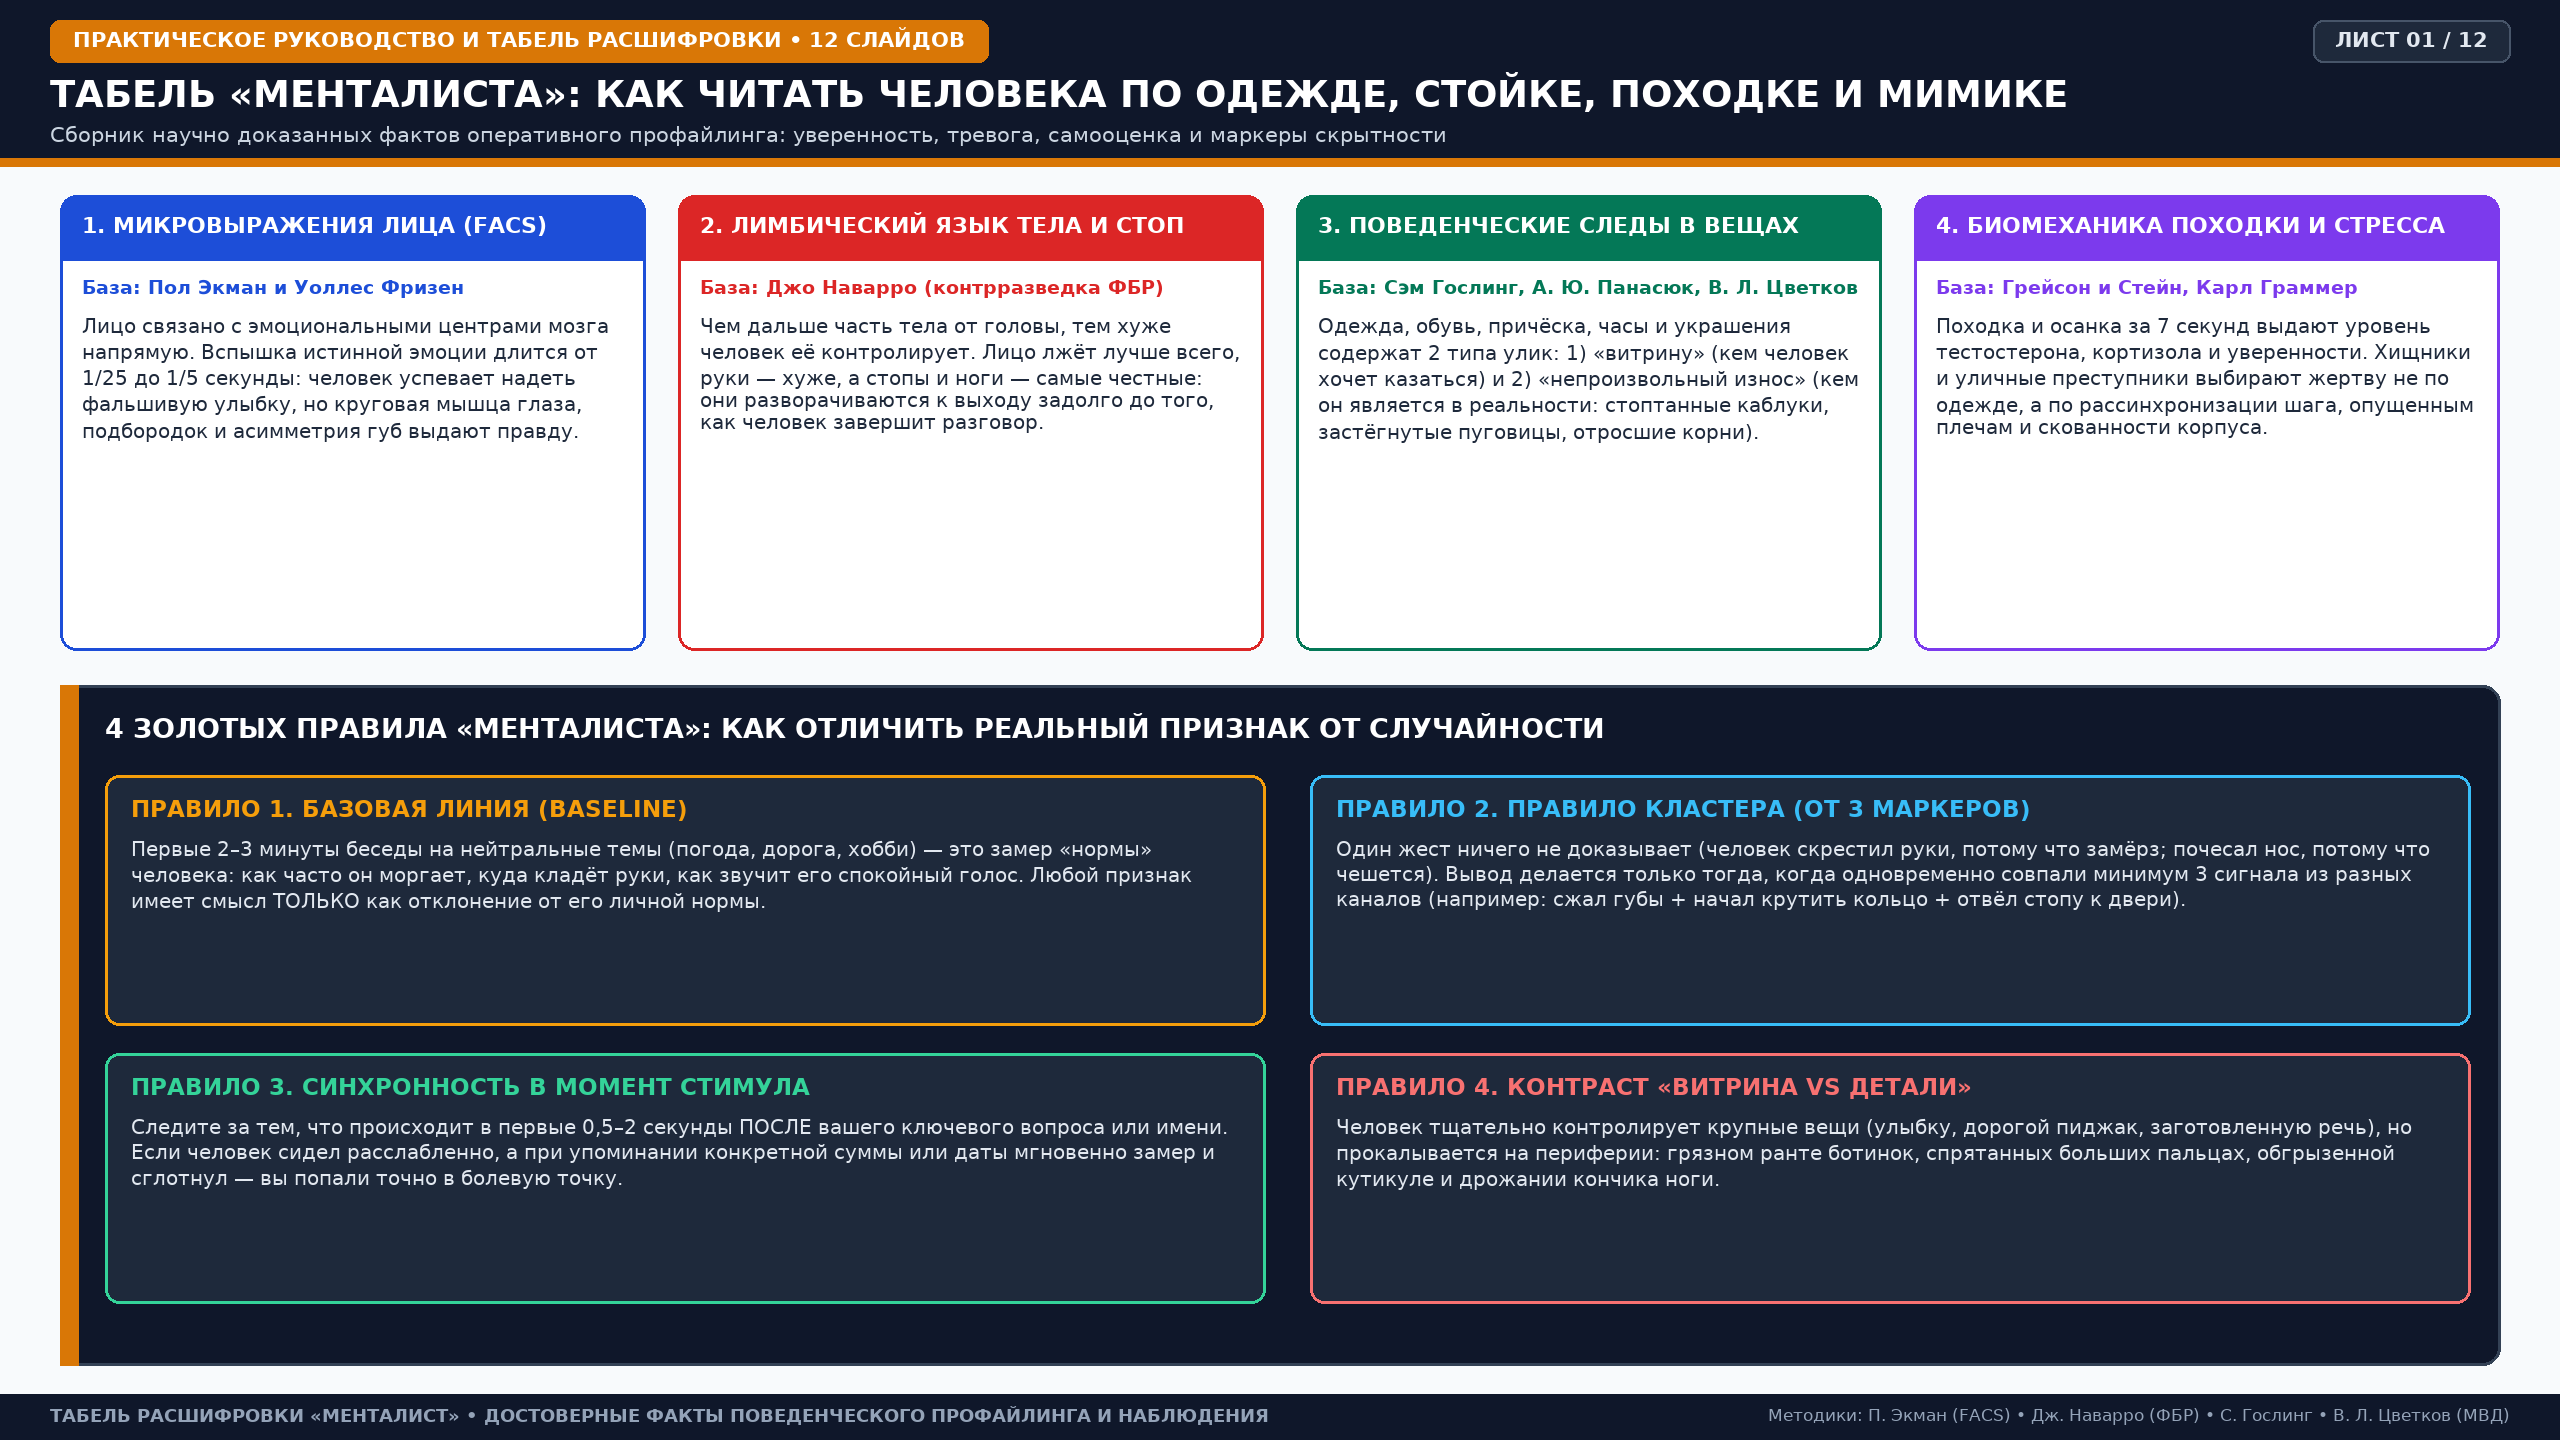 ПРАКТИЧЕСКОЕ РУКОВОДСТВО И ТАБЕЛЬ РАСШИФРОВКИ • 12 СЛАЙДОВ
ЛИСТ 01 / 12
ТАБЕЛЬ «МЕНТАЛИСТА»: КАК ЧИТАТЬ ЧЕЛОВЕКА ПО ОДЕЖДЕ, СТОЙКЕ, ПОХОДКЕ И МИМИКЕ
Сборник научно доказанных фактов оперативного профайлинга: уверенность, тревога, самооценка и маркеры скрытности
1. МИКРОВЫРАЖЕНИЯ ЛИЦА (FACS)
База: Пол Экман и Уоллес Фризен
Лицо связано с эмоциональными центрами мозга
напрямую. Вспышка истинной эмоции длится от
1/25 до 1/5 секунды: человек успевает надеть
фальшивую улыбку, но круговая мышца глаза,
подбородок и асимметрия губ выдают правду.
2. ЛИМБИЧЕСКИЙ ЯЗЫК ТЕЛА И СТОП
База: Джо Наварро (контрразведка ФБР)
Чем дальше часть тела от головы, тем хуже
человек её контролирует. Лицо лжёт лучше всего,
руки — хуже, а стопы и ноги — самые честные:
они разворачиваются к выходу задолго до того,
как человек завершит разговор.
3. ПОВЕДЕНЧЕСКИЕ СЛЕДЫ В ВЕЩАХ
База: Сэм Гослинг, А. Ю. Панасюк, В. Л. Цветков
Одежда, обувь, причёска, часы и украшения
содержат 2 типа улик: 1) «витрину» (кем человек
хочет казаться) и 2) «непроизвольный износ» (кем
он является в реальности: стоптанные каблуки,
застёгнутые пуговицы, отросшие корни).
4. БИОМЕХАНИКА ПОХОДКИ И СТРЕССА
База: Грейсон и Стейн, Карл Граммер
Походка и осанка за 7 секунд выдают уровень
тестостерона, кортизола и уверенности. Хищники
и уличные преступники выбирают жертву не по
одежде, а по рассинхронизации шага, опущенным
плечам и скованности корпуса.
4 ЗОЛОТЫХ ПРАВИЛА «МЕНТАЛИСТА»: КАК ОТЛИЧИТЬ РЕАЛЬНЫЙ ПРИЗНАК ОТ СЛУЧАЙНОСТИ
ПРАВИЛО 1. БАЗОВАЯ ЛИНИЯ (BASELINE)
Первые 2–3 минуты беседы на нейтральные темы (погода, дорога, хобби) — это замер «нормы»
человека: как часто он моргает, куда кладёт руки, как звучит его спокойный голос. Любой признак
имеет смысл ТОЛЬКО как отклонение от его личной нормы.
ПРАВИЛО 2. ПРАВИЛО КЛАСТЕРА (ОТ 3 МАРКЕРОВ)
Один жест ничего не доказывает (человек скрестил руки, потому что замёрз; почесал нос, потому что
чешется). Вывод делается только тогда, когда одновременно совпали минимум 3 сигнала из разных
каналов (например: сжал губы + начал крутить кольцо + отвёл стопу к двери).
ПРАВИЛО 3. СИНХРОННОСТЬ В МОМЕНТ СТИМУЛА
Следите за тем, что происходит в первые 0,5–2 секунды ПОСЛЕ вашего ключевого вопроса или имени.
Если человек сидел расслабленно, а при упоминании конкретной суммы или даты мгновенно замер и
сглотнул — вы попали точно в болевую точку.
ПРАВИЛО 4. КОНТРАСТ «ВИТРИНА VS ДЕТАЛИ»
Человек тщательно контролирует крупные вещи (улыбку, дорогой пиджак, заготовленную речь), но
прокалывается на периферии: грязном ранте ботинок, спрятанных больших пальцах, обгрызенной
кутикуле и дрожании кончика ноги.
ТАБЕЛЬ РАСШИФРОВКИ «МЕНТАЛИСТ» • ДОСТОВЕРНЫЕ ФАКТЫ ПОВЕДЕНЧЕСКОГО ПРОФАЙЛИНГА И НАБЛЮДЕНИЯ
Методики: П. Экман (FACS) • Дж. Наварро (ФБР) • С. Гослинг • В. Л. Цветков (МВД)